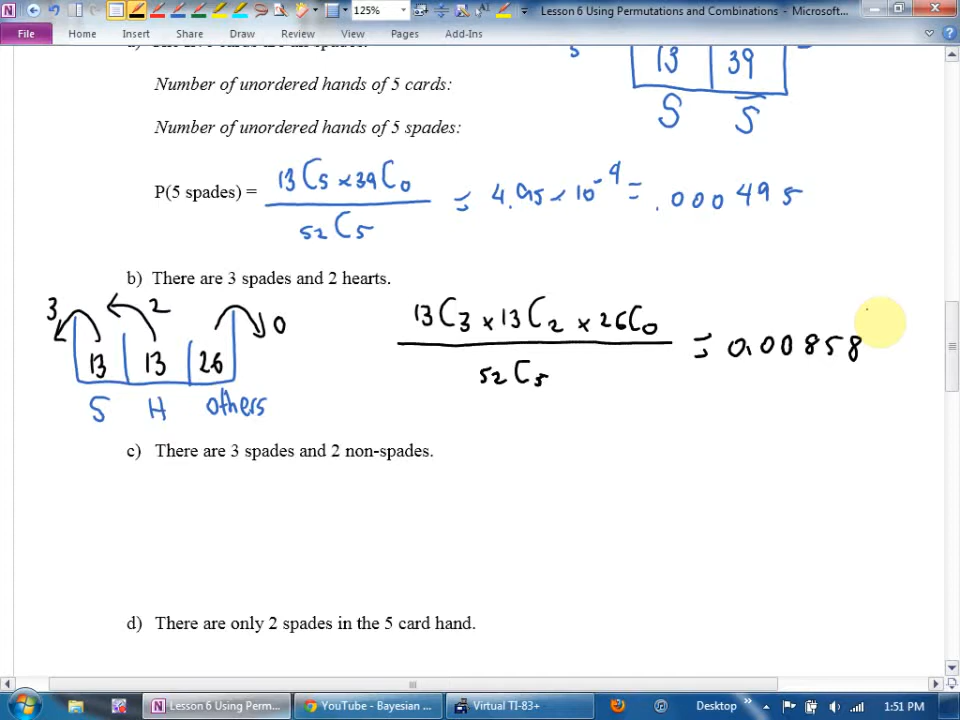 125%
Lesson 6 Using Permutations and Combinations - Microsoft...
File Home Insert Share Draw Review Pages View Add-Ins
13 39
S S̅
Number of unordered hands of 5 cards:
Number of unordered hands of 5 spades:
P(5 spades) = 13C5 × 39C0 / 52C5 = 4.95 × 10⁻⁴ = .000495
b) There are 3 spades and 2 hearts.
3 2 0
13 13 26
S H others
13C3 × 13C2 × 26C0 / 52C5 = 0.00858
c) There are 3 spades and 2 non-spades.
d) There are only 2 spades in the 5 card hand.
Lesson 6 Using Perm... YouTube - Bayesian ... Virtual TI-83+ Desktop 1:51 PM